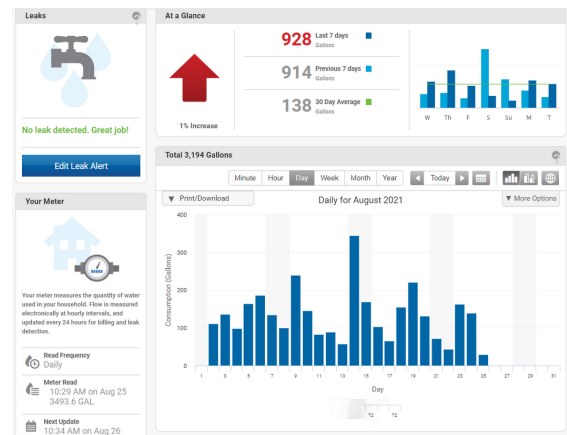 Leaks
No leak detected. Great job!
Edit Leak Alert
Your Meter
Your meter measures the quantity of water
used in your household. Flow is measured
electronically at hourly intervals, and
updated every 24 hours for billing and leak
detection.
Read Frequency
Daily
Meter Read
10:29 AM on Aug 25
3493.6 GAL
Next Update
10:34 AM on Aug 26
At a Glance
1% Increase
928 Last 7 days
Gallons
914 Previous 7 days
Gallons
138 30 Day Average
Gallons
W Th F S Su M T
Total 3,194 Gallons
Minute Hour Day Week Month Year Today
Print/Download
Daily for August 2021
More Options
Consumption (Gallons)
400
300
200
100
0
1 3 5 7 9 11 13 15 17 19 21 23 25 27 29 31
Day